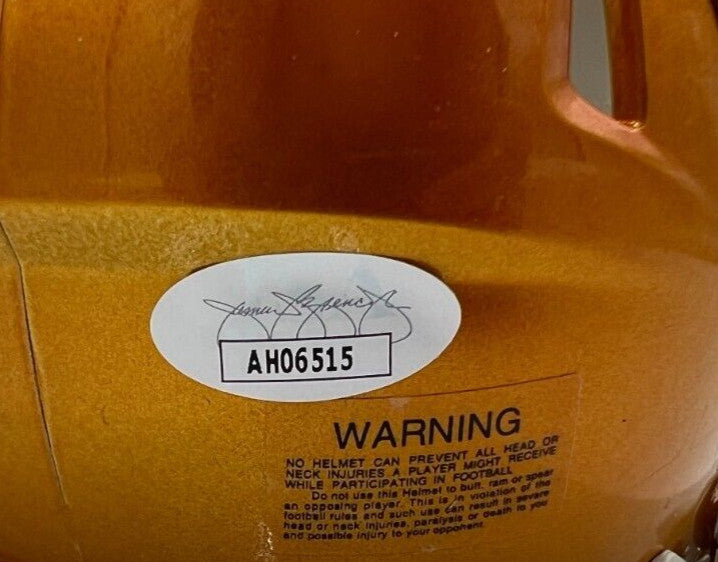 James Spence Jr
AH06515
WARNING
NO HELMET CAN PREVENT ALL HEAD OR
NECK INJURIES A PLAYER MIGHT RECEIVE
WHILE PARTICIPATING IN FOOTBALL
Do not use this Helmet to butt, ram or spear
an opposing player. This is in violation of the
football rules and such use can result in severe
head or neck injuries, paralysis or death to you
and possible injury to your opponent.